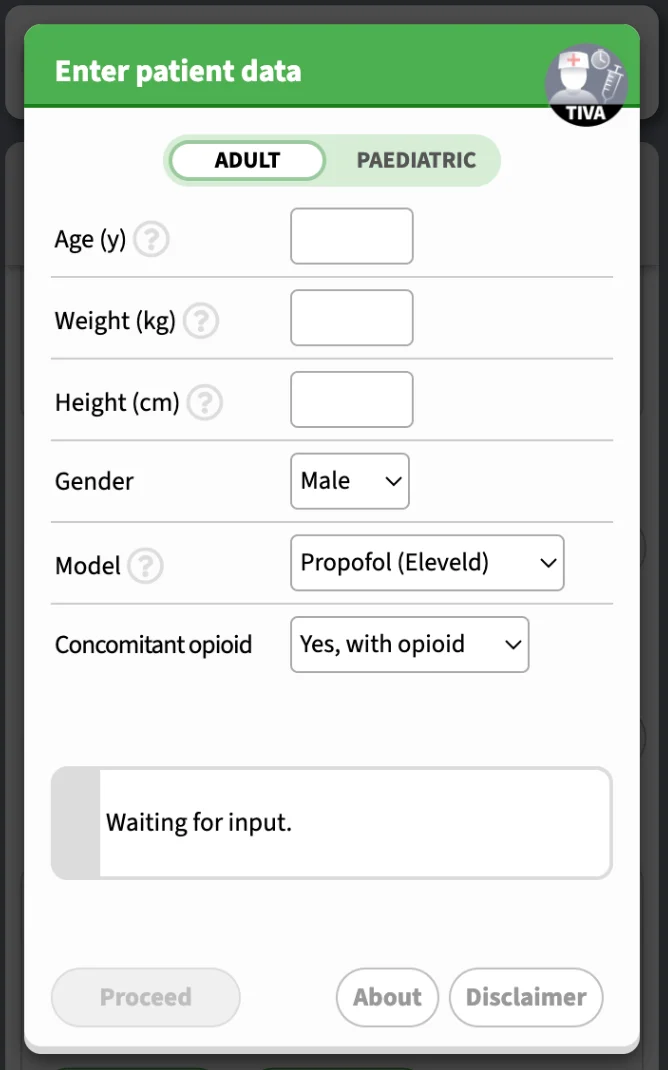 Enter patient data
TIVA
ADULT PAEDIATRIC
Age (y) ?
Weight (kg) ?
Height (cm) ?
Gender Male
Model ? Propofol (Eleveld)
Concomitant opioid Yes, with opioid
Waiting for input.
Proceed About Disclaimer